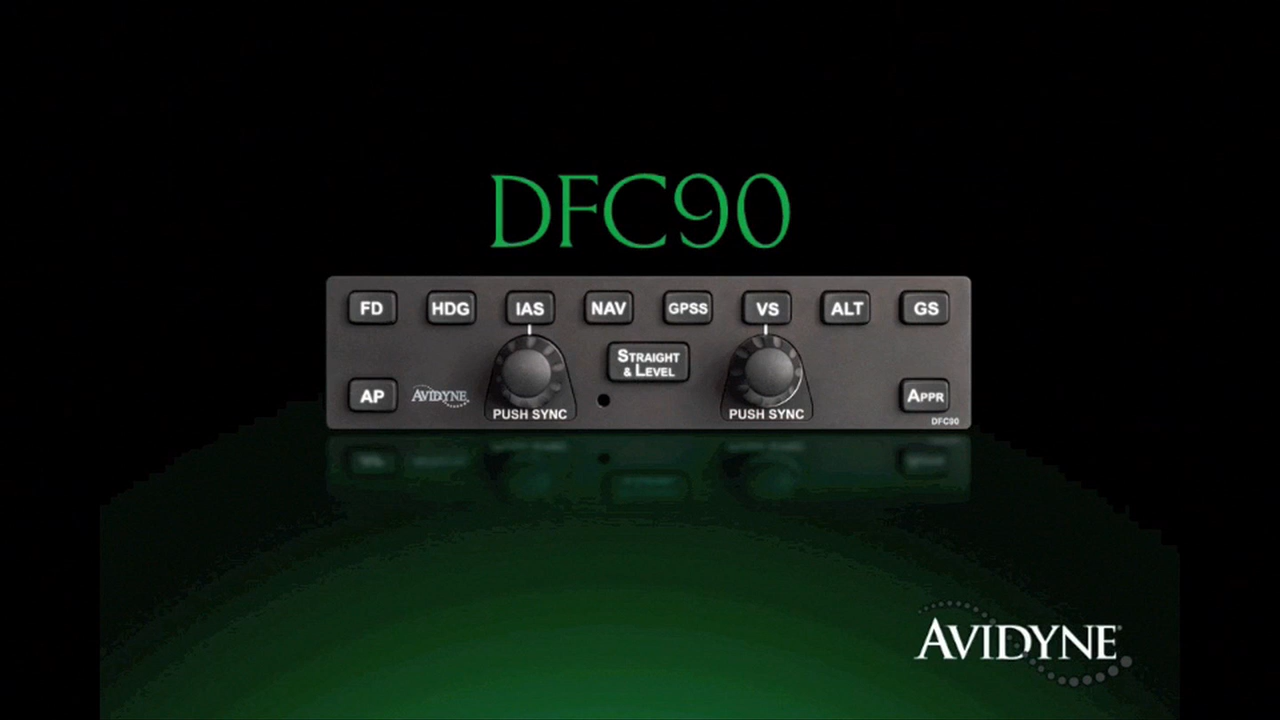 DFC90
FD HDG IAS NAV GPSS VS ALT GS
STRAIGHT
& LEVEL
AP AVIDYNE APPR
PUSH SYNC PUSH SYNC
DFC90
AVIDYNE